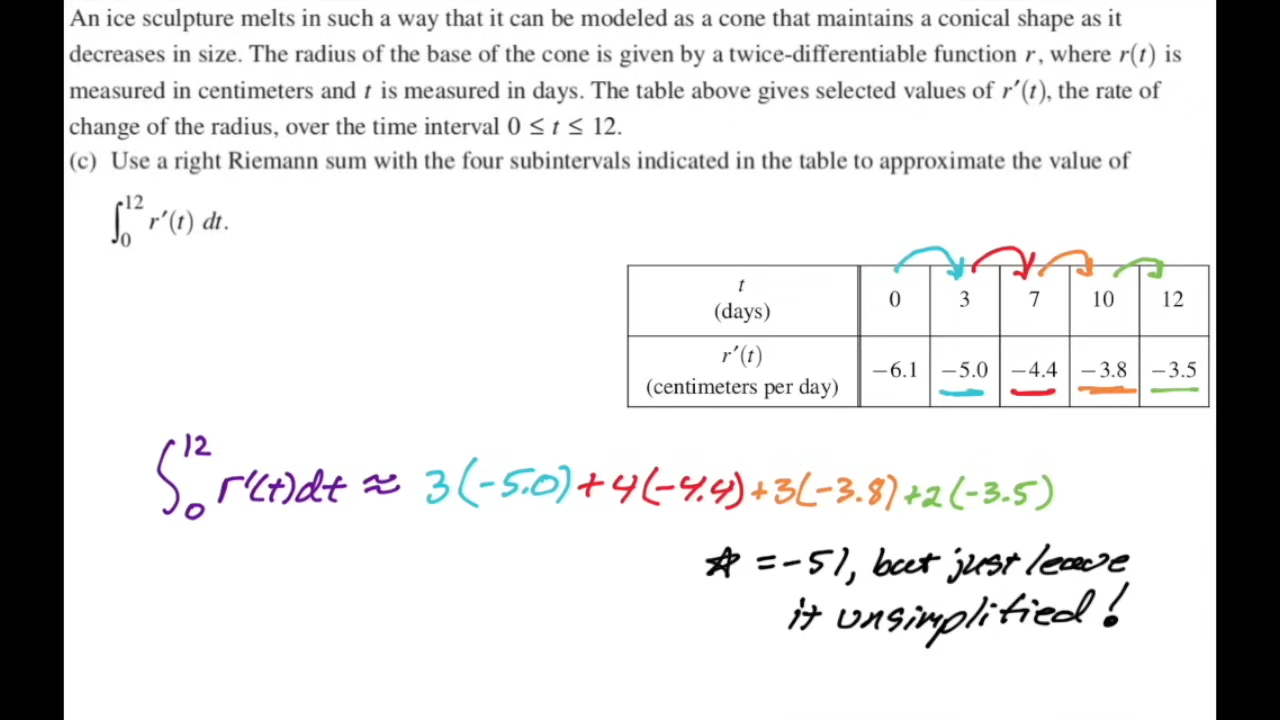 An ice sculpture melts in such a way that it can be modeled as a cone that maintains a conical shape as it
decreases in size. The radius of the base of the cone is given by a twice-differentiable function r, where r(t) is
measured in centimeters and t is measured in days. The table above gives selected values of r′(t), the rate of
change of the radius, over the time interval 0 ≤ t ≤ 12.
(c) Use a right Riemann sum with the four subintervals indicated in the table to approximate the value of
∫₀¹² r′(t) dt.
t
(days)
0 3 7 10 12
r′(t)
(centimeters per day)
−6.1 −5.0 −4.4 −3.8 −3.5
∫₀¹² r'(t)dt ≈ 3(-5.0)+4(-4.4)+3(-3.8)+2(-3.5)
☆ = -51, but just leave
it unsimplified!